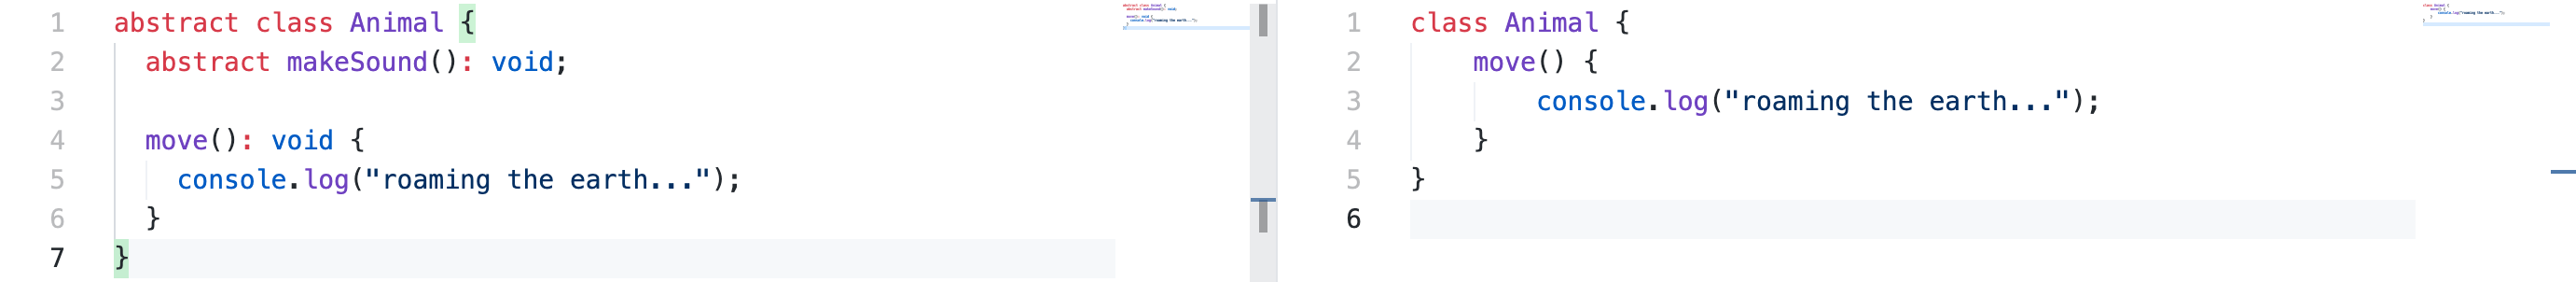 1 abstract class Animal {
2 abstract makeSound(): void;
3
4 move(): void {
5 console.log("roaming the earth...");
6 }
7 }
1 class Animal {
2 move() {
3 console.log("roaming the earth...");
4 }
5 }
6